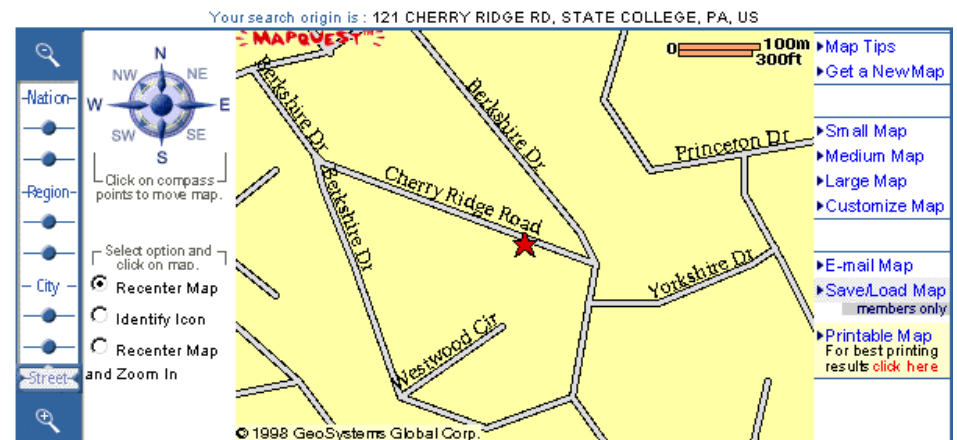 Your search origin is : 121 CHERRY RIDGE RD, STATE COLLEGE, PA, US
MAPQUEST
0 100m
300ft
N
NW NE
W E
SW SE
S
Click on compass
points to move map.
Select option and
click on map.
Recenter Map
Identify Icon
Recenter Map
and Zoom In
-Nation-
-Region-
- City -
-Street-
Berkshire Dr
Berkshire Dr
Berkshire Dr
Cherry Ridge Road
Princeton Dr
Yorkshire Dr
Westwood Cir
© 1998 GeoSystems Global Corp.
Map Tips
Get a New Map
Small Map
Medium Map
Large Map
Customize Map
E-mail Map
Save/Load Map
members only
Printable Map
For best printing
results click here